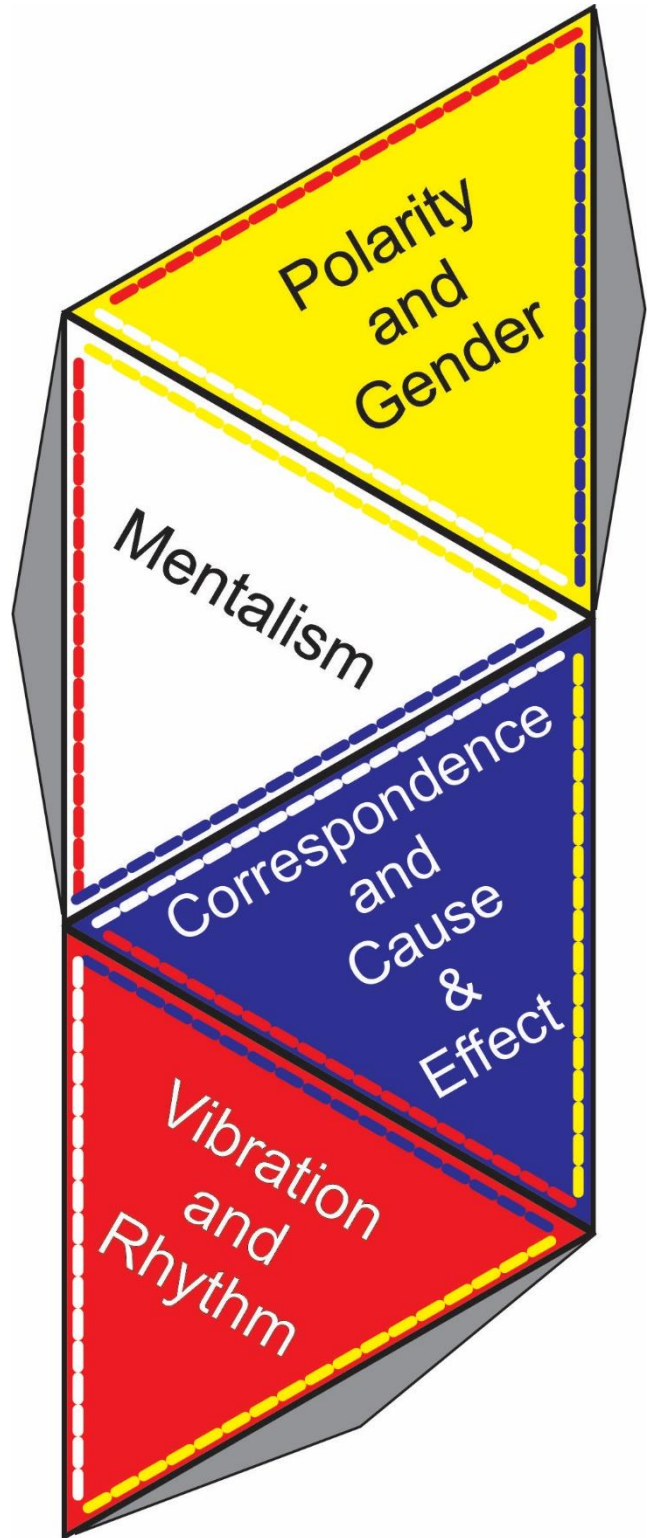 Polarity
and
Gender
Mentalism
Correspondence
and
Cause
&
Effect
Vibration
and
Rhythm